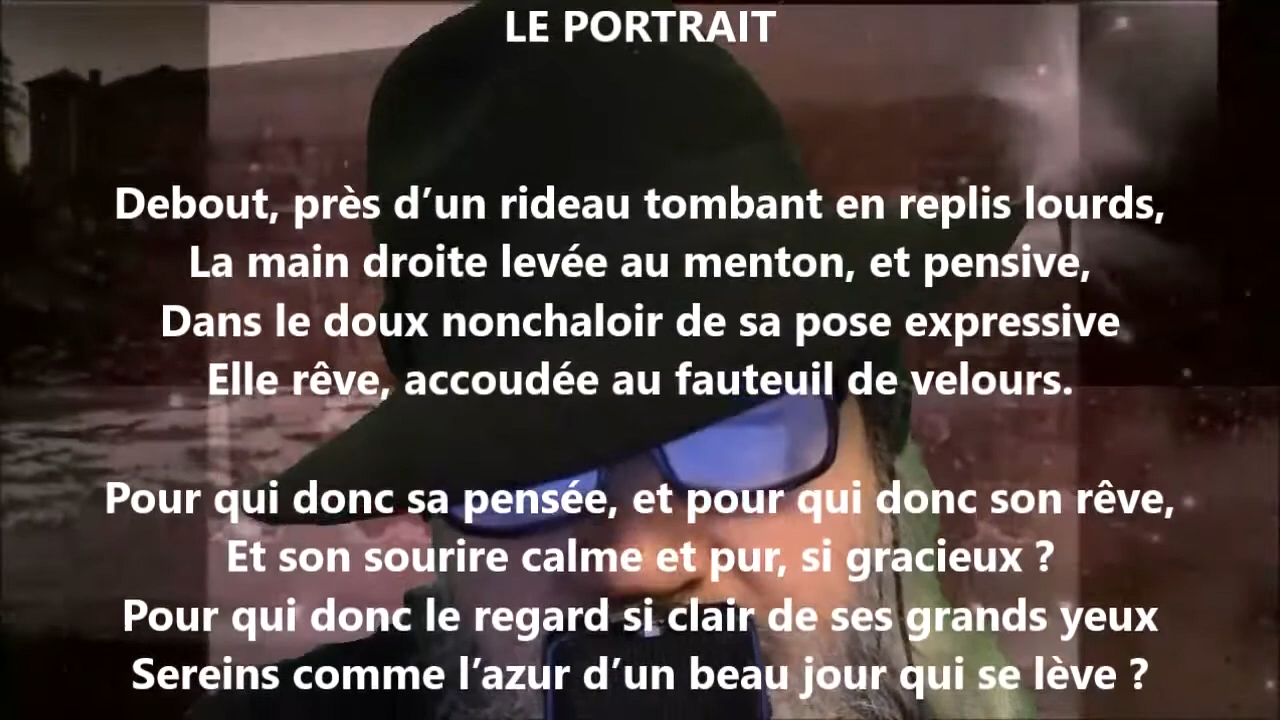 LE PORTRAIT
Debout, près d’un rideau tombant en replis lourds,
La main droite levée au menton, et pensive,
Dans le doux nonchaloir de sa pose expressive
Elle rêve, accoudée au fauteuil de velours.
Pour qui donc sa pensée, et pour qui donc son rêve,
Et son sourire calme et pur, si gracieux ?
Pour qui donc le regard si clair de ses grands yeux
Sereins comme l’azur d’un beau jour qui se lève ?